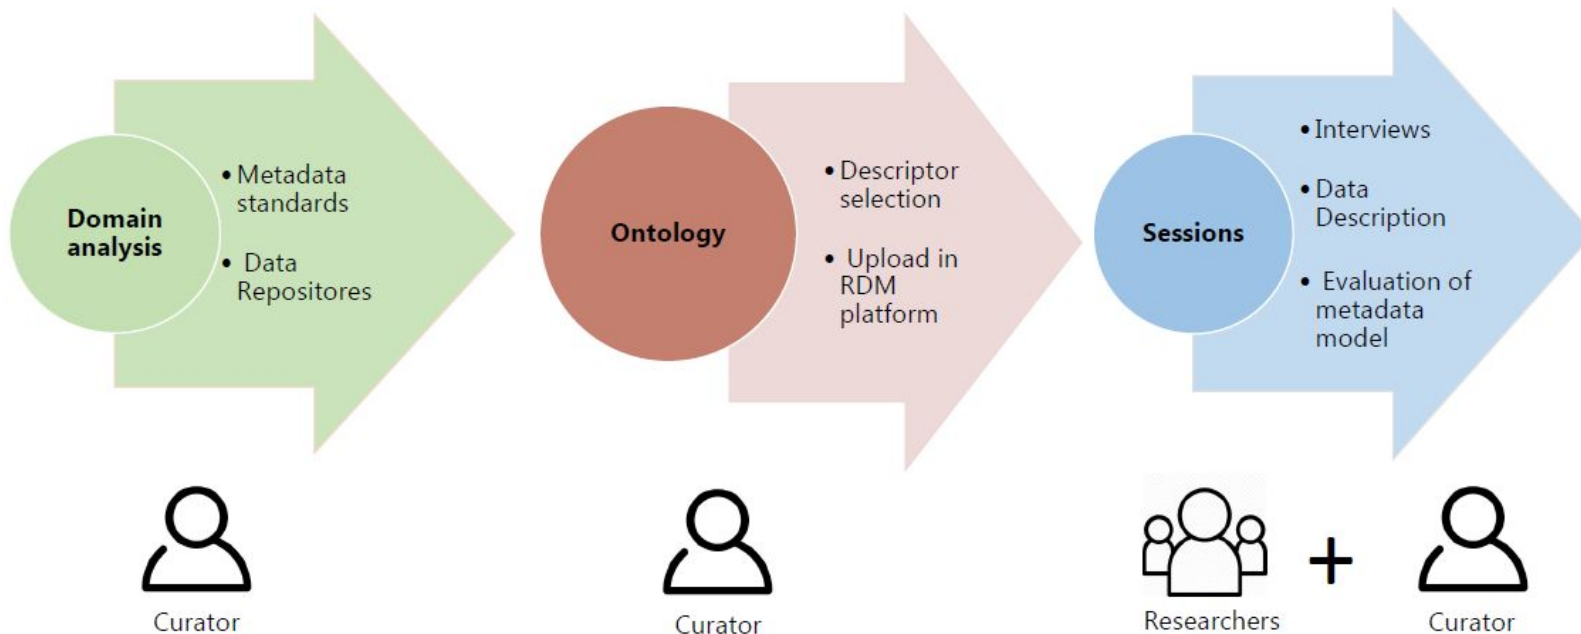 Domain
analysis
• Metadata
standards
• Data
Repositores
Curator
Ontology
• Descriptor
selection
• Upload in
RDM
platform
Curator
Sessions
• Interviews
• Data
Description
• Evaluation of
metadata
model
Researchers
+
Curator